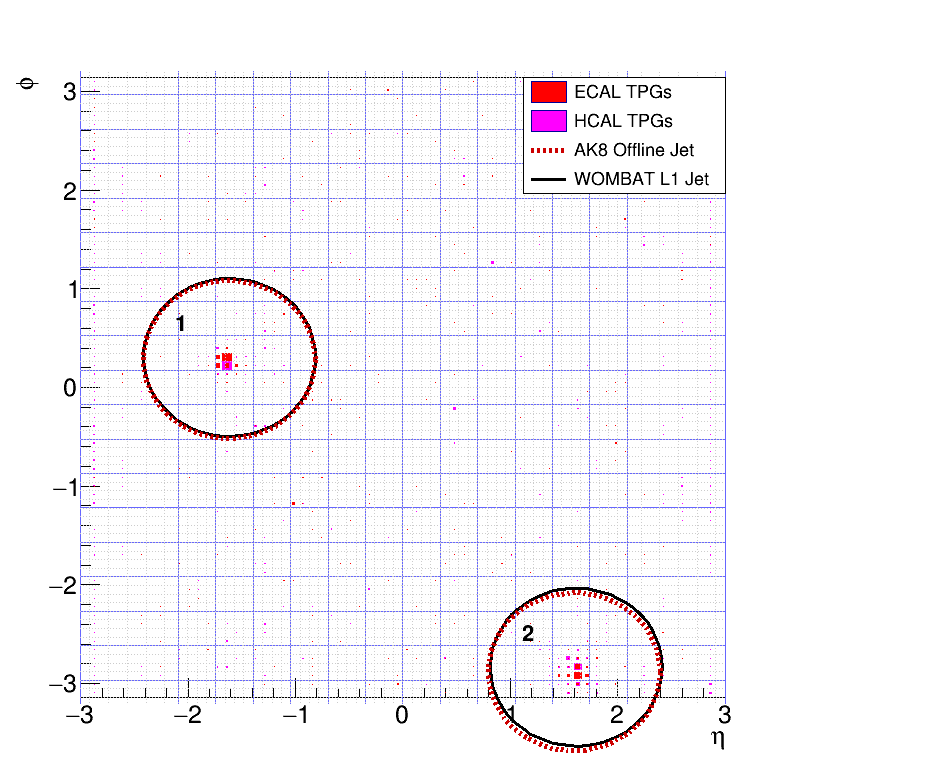 ϕ
3
2
1
0
−1
−2
−3
ECAL TPGs
HCAL TPGs
AK8 Offline Jet
WOMBAT L1 Jet
1
2
−3 −2 −1 0 1 2 3
η